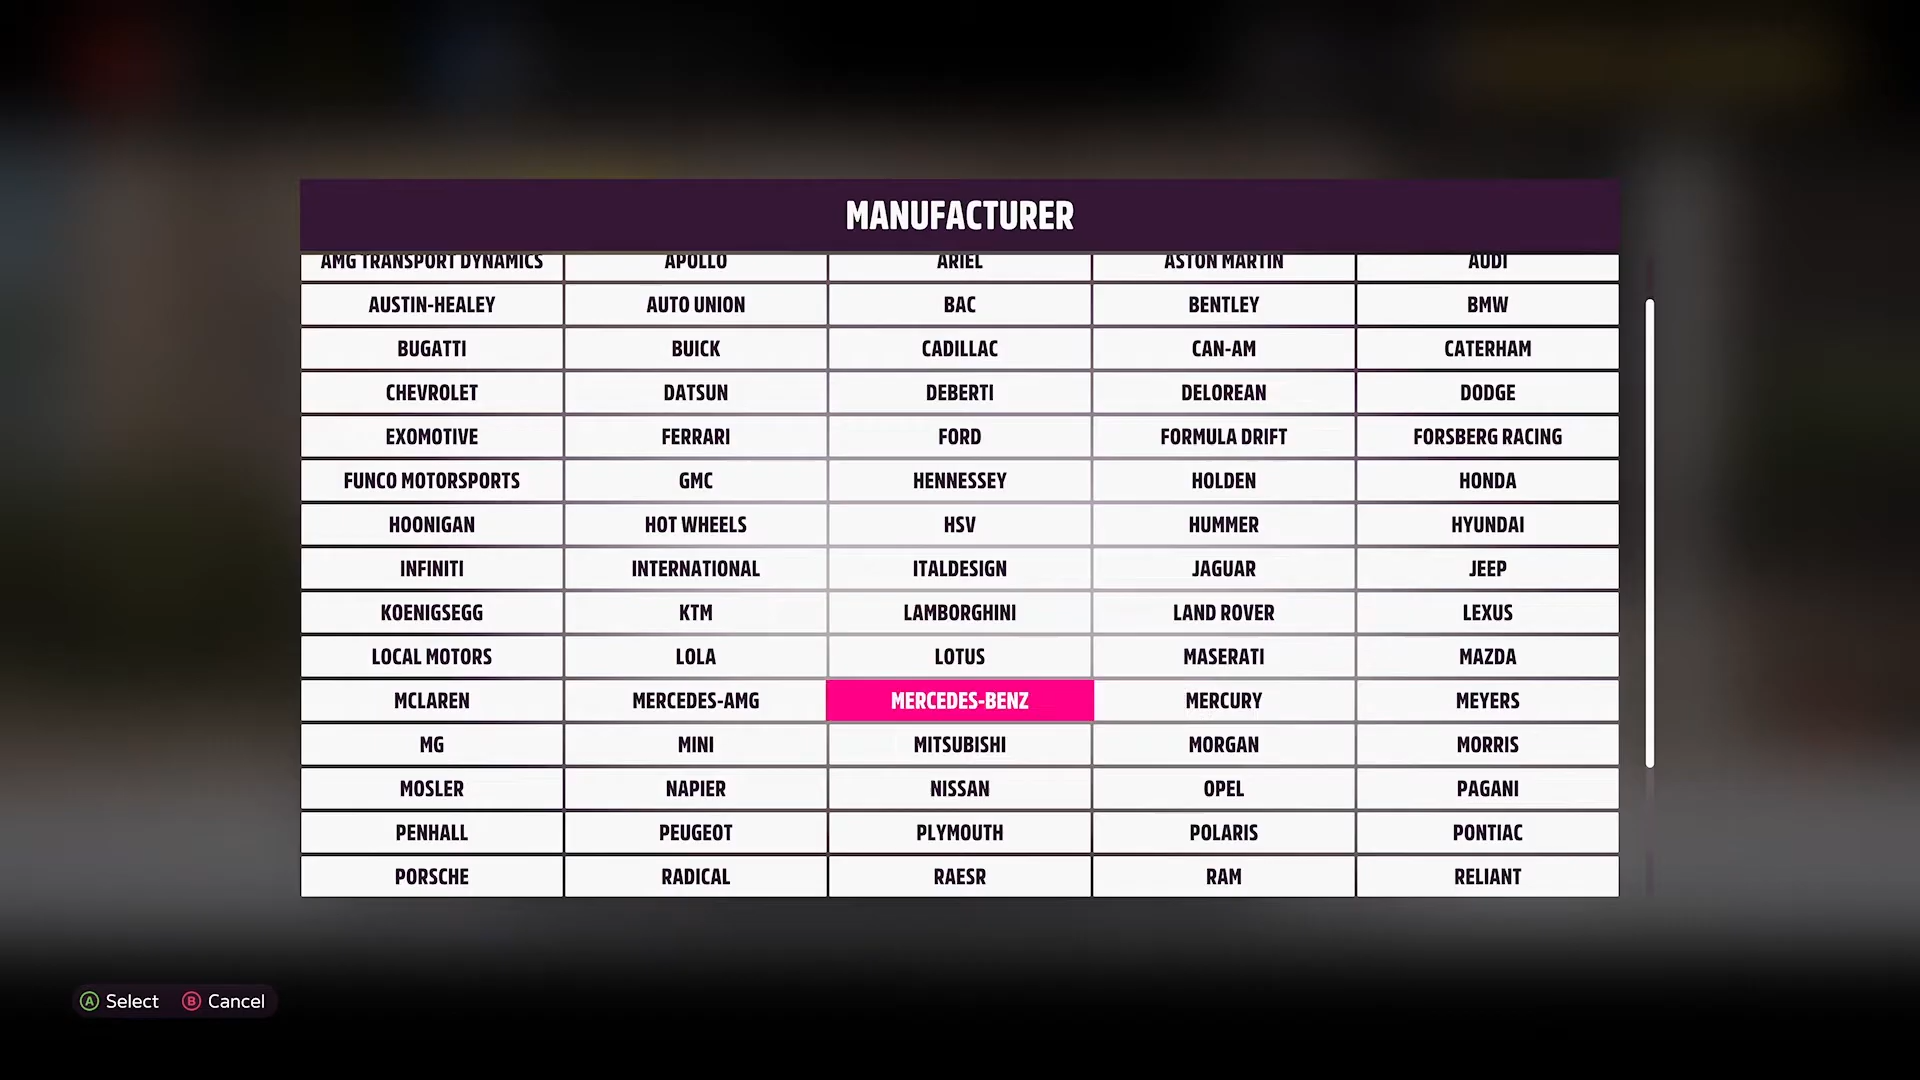 MANUFACTURER
AMG TRANSPORT DYNAMICS APOLLO ARIEL ASTON MARTIN AUDI
AUSTIN-HEALEY AUTO UNION BAC BENTLEY BMW
BUGATTI BUICK CADILLAC CAN-AM CATERHAM
CHEVROLET DATSUN DEBERTI DELOREAN DODGE
EXOMOTIVE FERRARI FORD FORMULA DRIFT FORSBERG RACING
FUNCO MOTORSPORTS GMC HENNESSEY HOLDEN HONDA
HOONIGAN HOT WHEELS HSV HUMMER HYUNDAI
INFINITI INTERNATIONAL ITALDESIGN JAGUAR JEEP
KOENIGSEGG KTM LAMBORGHINI LAND ROVER LEXUS
LOCAL MOTORS LOLA LOTUS MASERATI MAZDA
MCLAREN MERCEDES-AMG MERCEDES-BENZ MERCURY MEYERS
MG MINI MITSUBISHI MORGAN MORRIS
MOSLER NAPIER NISSAN OPEL PAGANI
PENHALL PEUGEOT PLYMOUTH POLARIS PONTIAC
PORSCHE RADICAL RAESR RAM RELIANT
A Select B Cancel